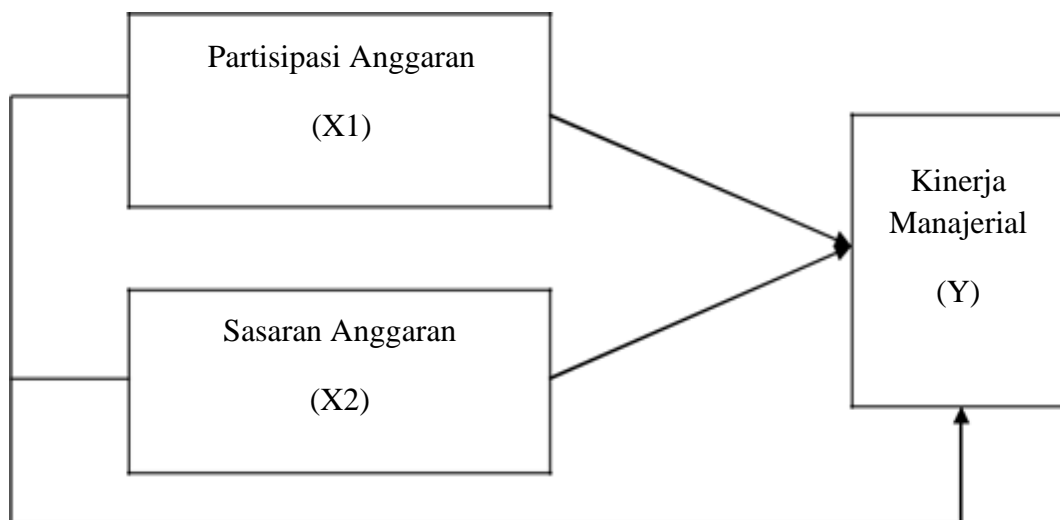 Partisipasi Anggaran
(X1)
Kinerja
Manajerial
(Y)
Sasaran Anggaran
(X2)